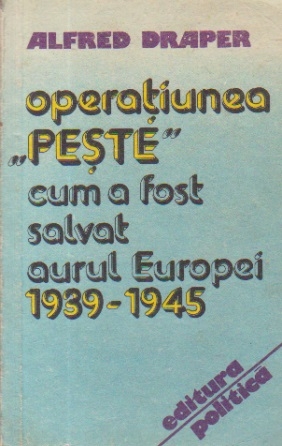 ALFRED DRAPER
operaţiunea
„PEŞTE”
cum a fost
salvat
aurul Europei
1939-1945
editura
politică